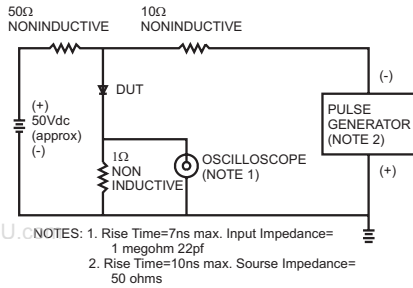 50Ω
NONINDUCTIVE
10Ω
NONINDUCTIVE
(+)
50Vdc
(approx)
(-)
DUT
1Ω
NON
INDUCTIVE
OSCILLOSCOPE
(NOTE 1)
(-)
PULSE
GENERATOR
(NOTE 2)
(+)
NOTES: 1. Rise Time=7ns max. Input Impedance=
1 megohm 22pf
2. Rise Time=10ns max. Sourse Impedance=
50 ohms